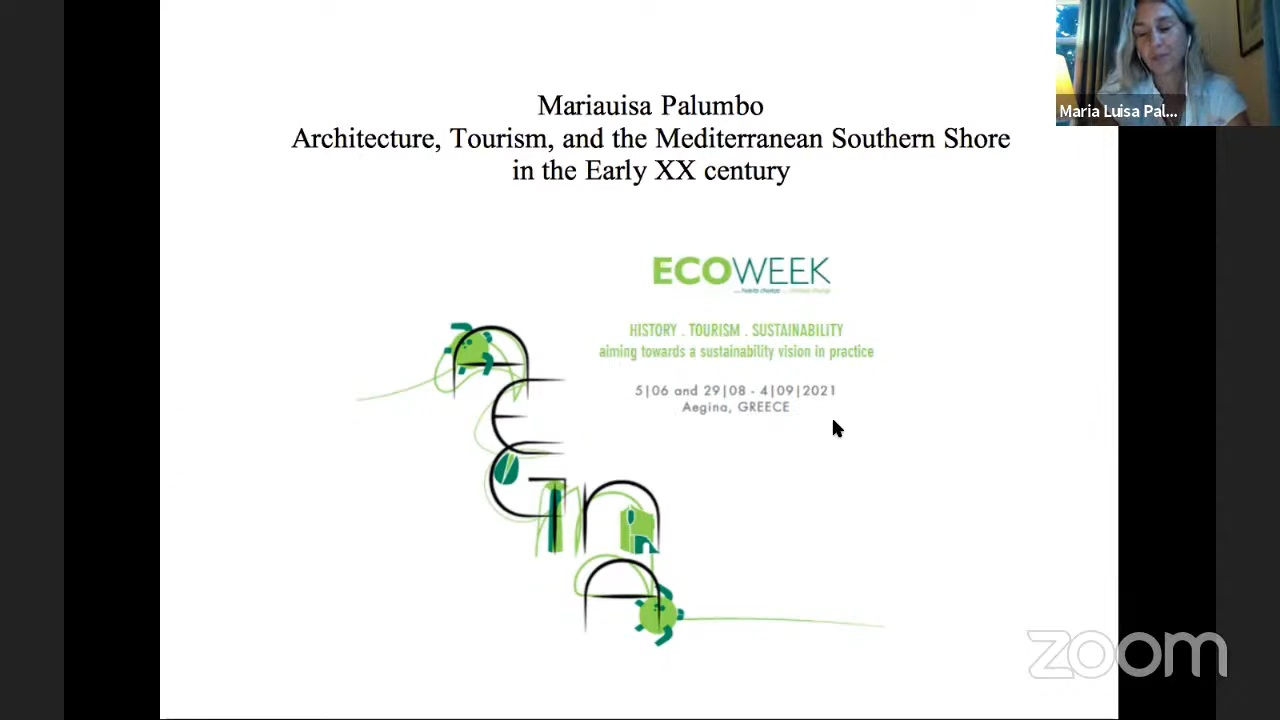 Mariauisa Palumbo
Architecture, Tourism, and the Mediterranean Southern Shore
in the Early XX century
Maria Luisa Pal...
ECOWEEK
HISTORY . TOURISM . SUSTAINABILITY
aiming towards a sustainability vision in practice
5|06 and 29|08 - 4|09|2021
Aegina, GREECE
AEGInA
zoom